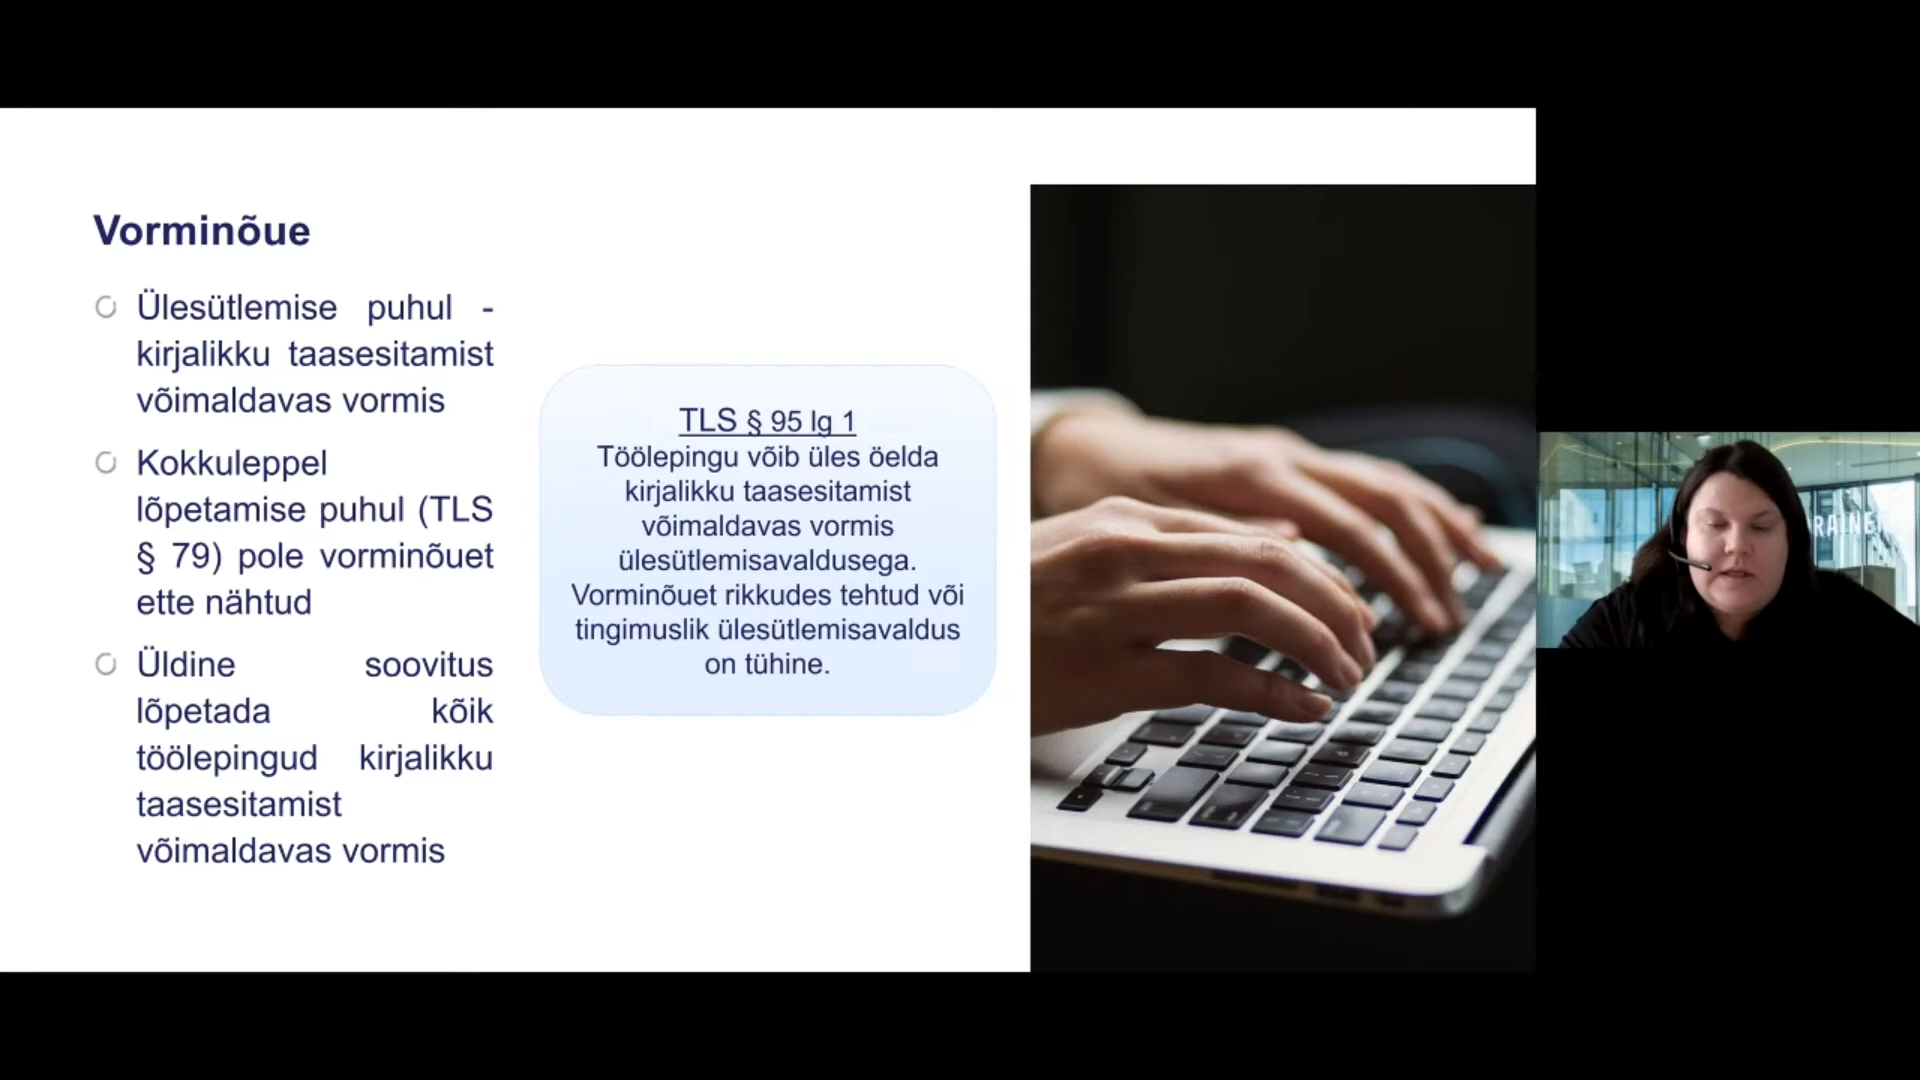 Vorminõue
Ülesütlemise puhul -
kirjalikku taasesitamist
võimaldavas vormis
Kokkuleppel
lõpetamise puhul (TLS
§ 79) pole vorminõuet
ette nähtud
Üldine soovitus
lõpetada kõik
töölepingud kirjalikku
taasesitamist
võimaldavas vormis
TLS § 95 lg 1
Töölepingu võib üles öelda
kirjalikku taasesitamist
võimaldavas vormis
ülesütlemisavaldusega.
Vorminõuet rikkudes tehtud või
tingimuslik ülesütlemisavaldus
on tühine.